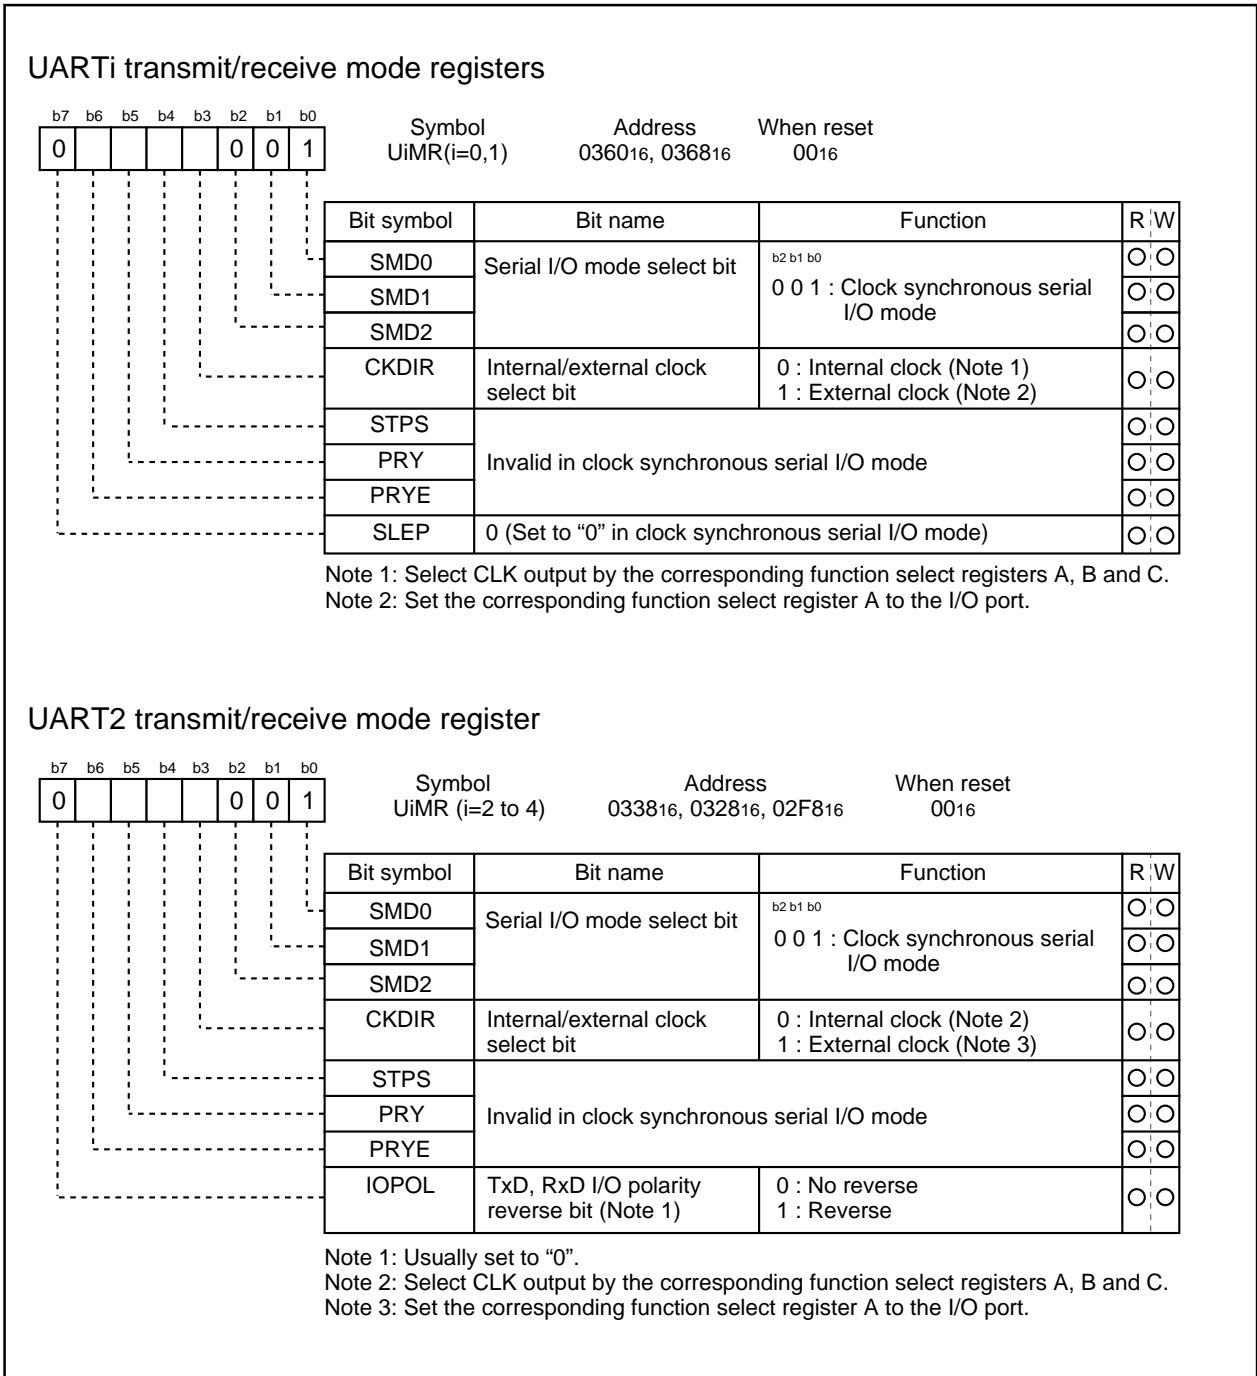 UARTi transmit/receive mode registers
b7 b6 b5 b4 b3 b2 b1 b0
Symbol Address When reset
0 0 0 1 UiMR(i=0,1) 036016, 036816 0016
Bit symbol Bit name Function R W
SMD0 Serial I/O mode select bit b2 b1 b0
SMD1 0 0 1 : Clock synchronous serial
I/O mode
SMD2
CKDIR Internal/external clock 0 : Internal clock (Note 1)
select bit 1 : External clock (Note 2)
STPS
PRY Invalid in clock synchronous serial I/O mode
PRYE
SLEP 0 (Set to “0” in clock synchronous serial I/O mode)
Note 1: Select CLK output by the corresponding function select registers A, B and C.
Note 2: Set the corresponding function select register A to the I/O port.
UART2 transmit/receive mode register
b7 b6 b5 b4 b3 b2 b1 b0
Symbol Address When reset
0 0 0 1 UiMR (i=2 to 4) 033816, 032816, 02F816 0016
Bit symbol Bit name Function R W
SMD0 Serial I/O mode select bit b2 b1 b0
SMD1 0 0 1 : Clock synchronous serial
I/O mode
SMD2
CKDIR Internal/external clock 0 : Internal clock (Note 2)
select bit 1 : External clock (Note 3)
STPS
PRY Invalid in clock synchronous serial I/O mode
PRYE
IOPOL TxD, RxD I/O polarity 0 : No reverse
reverse bit (Note 1) 1 : Reverse
Note 1: Usually set to “0”.
Note 2: Select CLK output by the corresponding function select registers A, B and C.
Note 3: Set the corresponding function select register A to the I/O port.